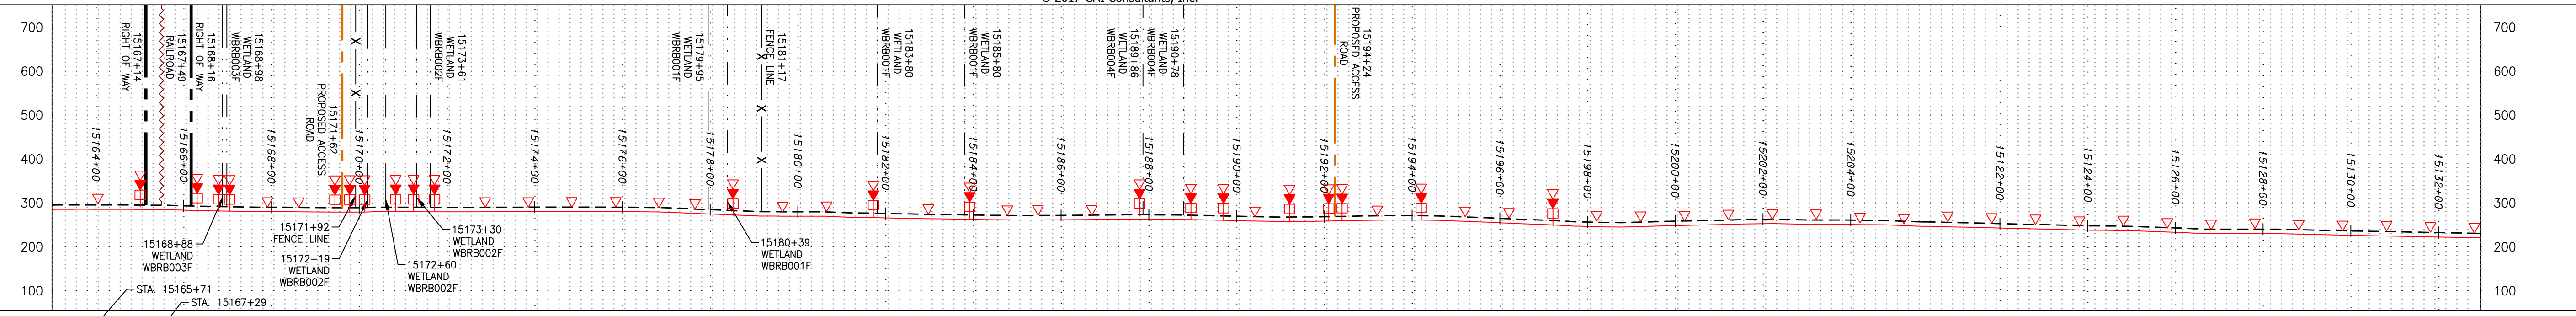 © 2017 GAI Consultants, Inc.
700
600
500
400
300
200
100
15167+14
RIGHT OF WAY
15167+49
RAILROAD
15168+16
RIGHT OF WAY
15168+98
WETLAND
WBRB003F
15171+62
PROPOSED ACCESS
ROAD
15173+61
WETLAND
WBRB002F
15179+95
WETLAND
WBRB001F
15181+17
FENCE LINE
15183+80
WETLAND
WBRB001F
15185+80
WETLAND
WBRB001F
15189+86
WETLAND
WBRB004F
15190+78
WETLAND
WBRB004F
15194+24
PROPOSED ACCESS
ROAD
X
X
X
X
X
15164+00
15166+00
15168+00
15170+00
15172+00
15174+00
15176+00
15178+00
15180+00
15182+00
15184+00
15186+00
15188+00
15190+00
15192+00
15194+00
15196+00
15198+00
15200+00
15202+00
15204+00
15122+00
15124+00
15126+00
15128+00
15130+00
15132+00
15168+88
WETLAND
WBRB003F
15171+92
FENCE LINE
15172+19
WETLAND
WBRB002F
15172+60
WETLAND
WBRB002F
15173+30
WETLAND
WBRB002F
15180+39
WETLAND
WBRB001F
STA. 15165+71
STA. 15167+29
700
600
500
400
300
200
100